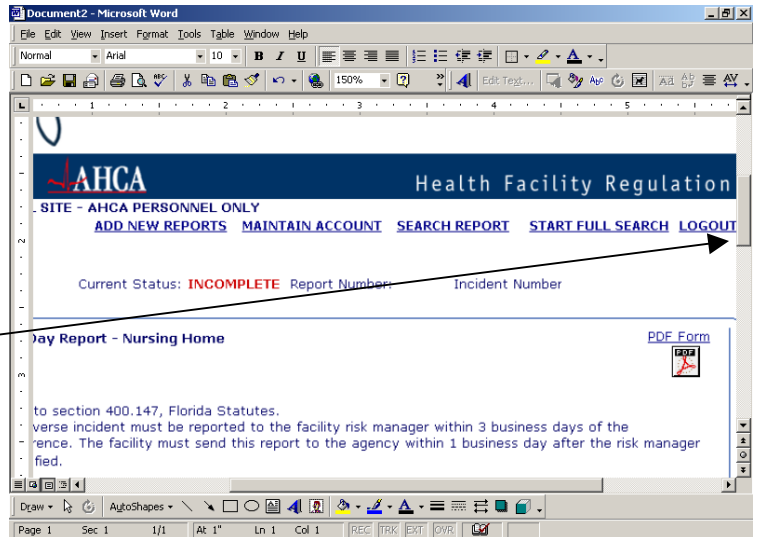 Document2 - Microsoft Word
File Edit View Insert Format Tools Table Window Help
Normal Arial 10 B I U
150% Edit Text...
1 2 3 4 5
AHCA Health Facility Regulation
SITE - AHCA PERSONNEL ONLY
ADD NEW REPORTS MAINTAIN ACCOUNT SEARCH REPORT START FULL SEARCH LOGOUT
Current Status: INCOMPLETE Report Number: Incident Number
Day Report - Nursing Home PDF Form
PDF
to section 400.147, Florida Statutes.
verse incident must be reported to the facility risk manager within 3 business days of the
rence. The facility must send this report to the agency within 1 business day after the risk manager
fied.
Draw AutoShapes
Page 1 Sec 1 1/1 At 1" Ln 1 Col 1 REC TRK EXT OVR